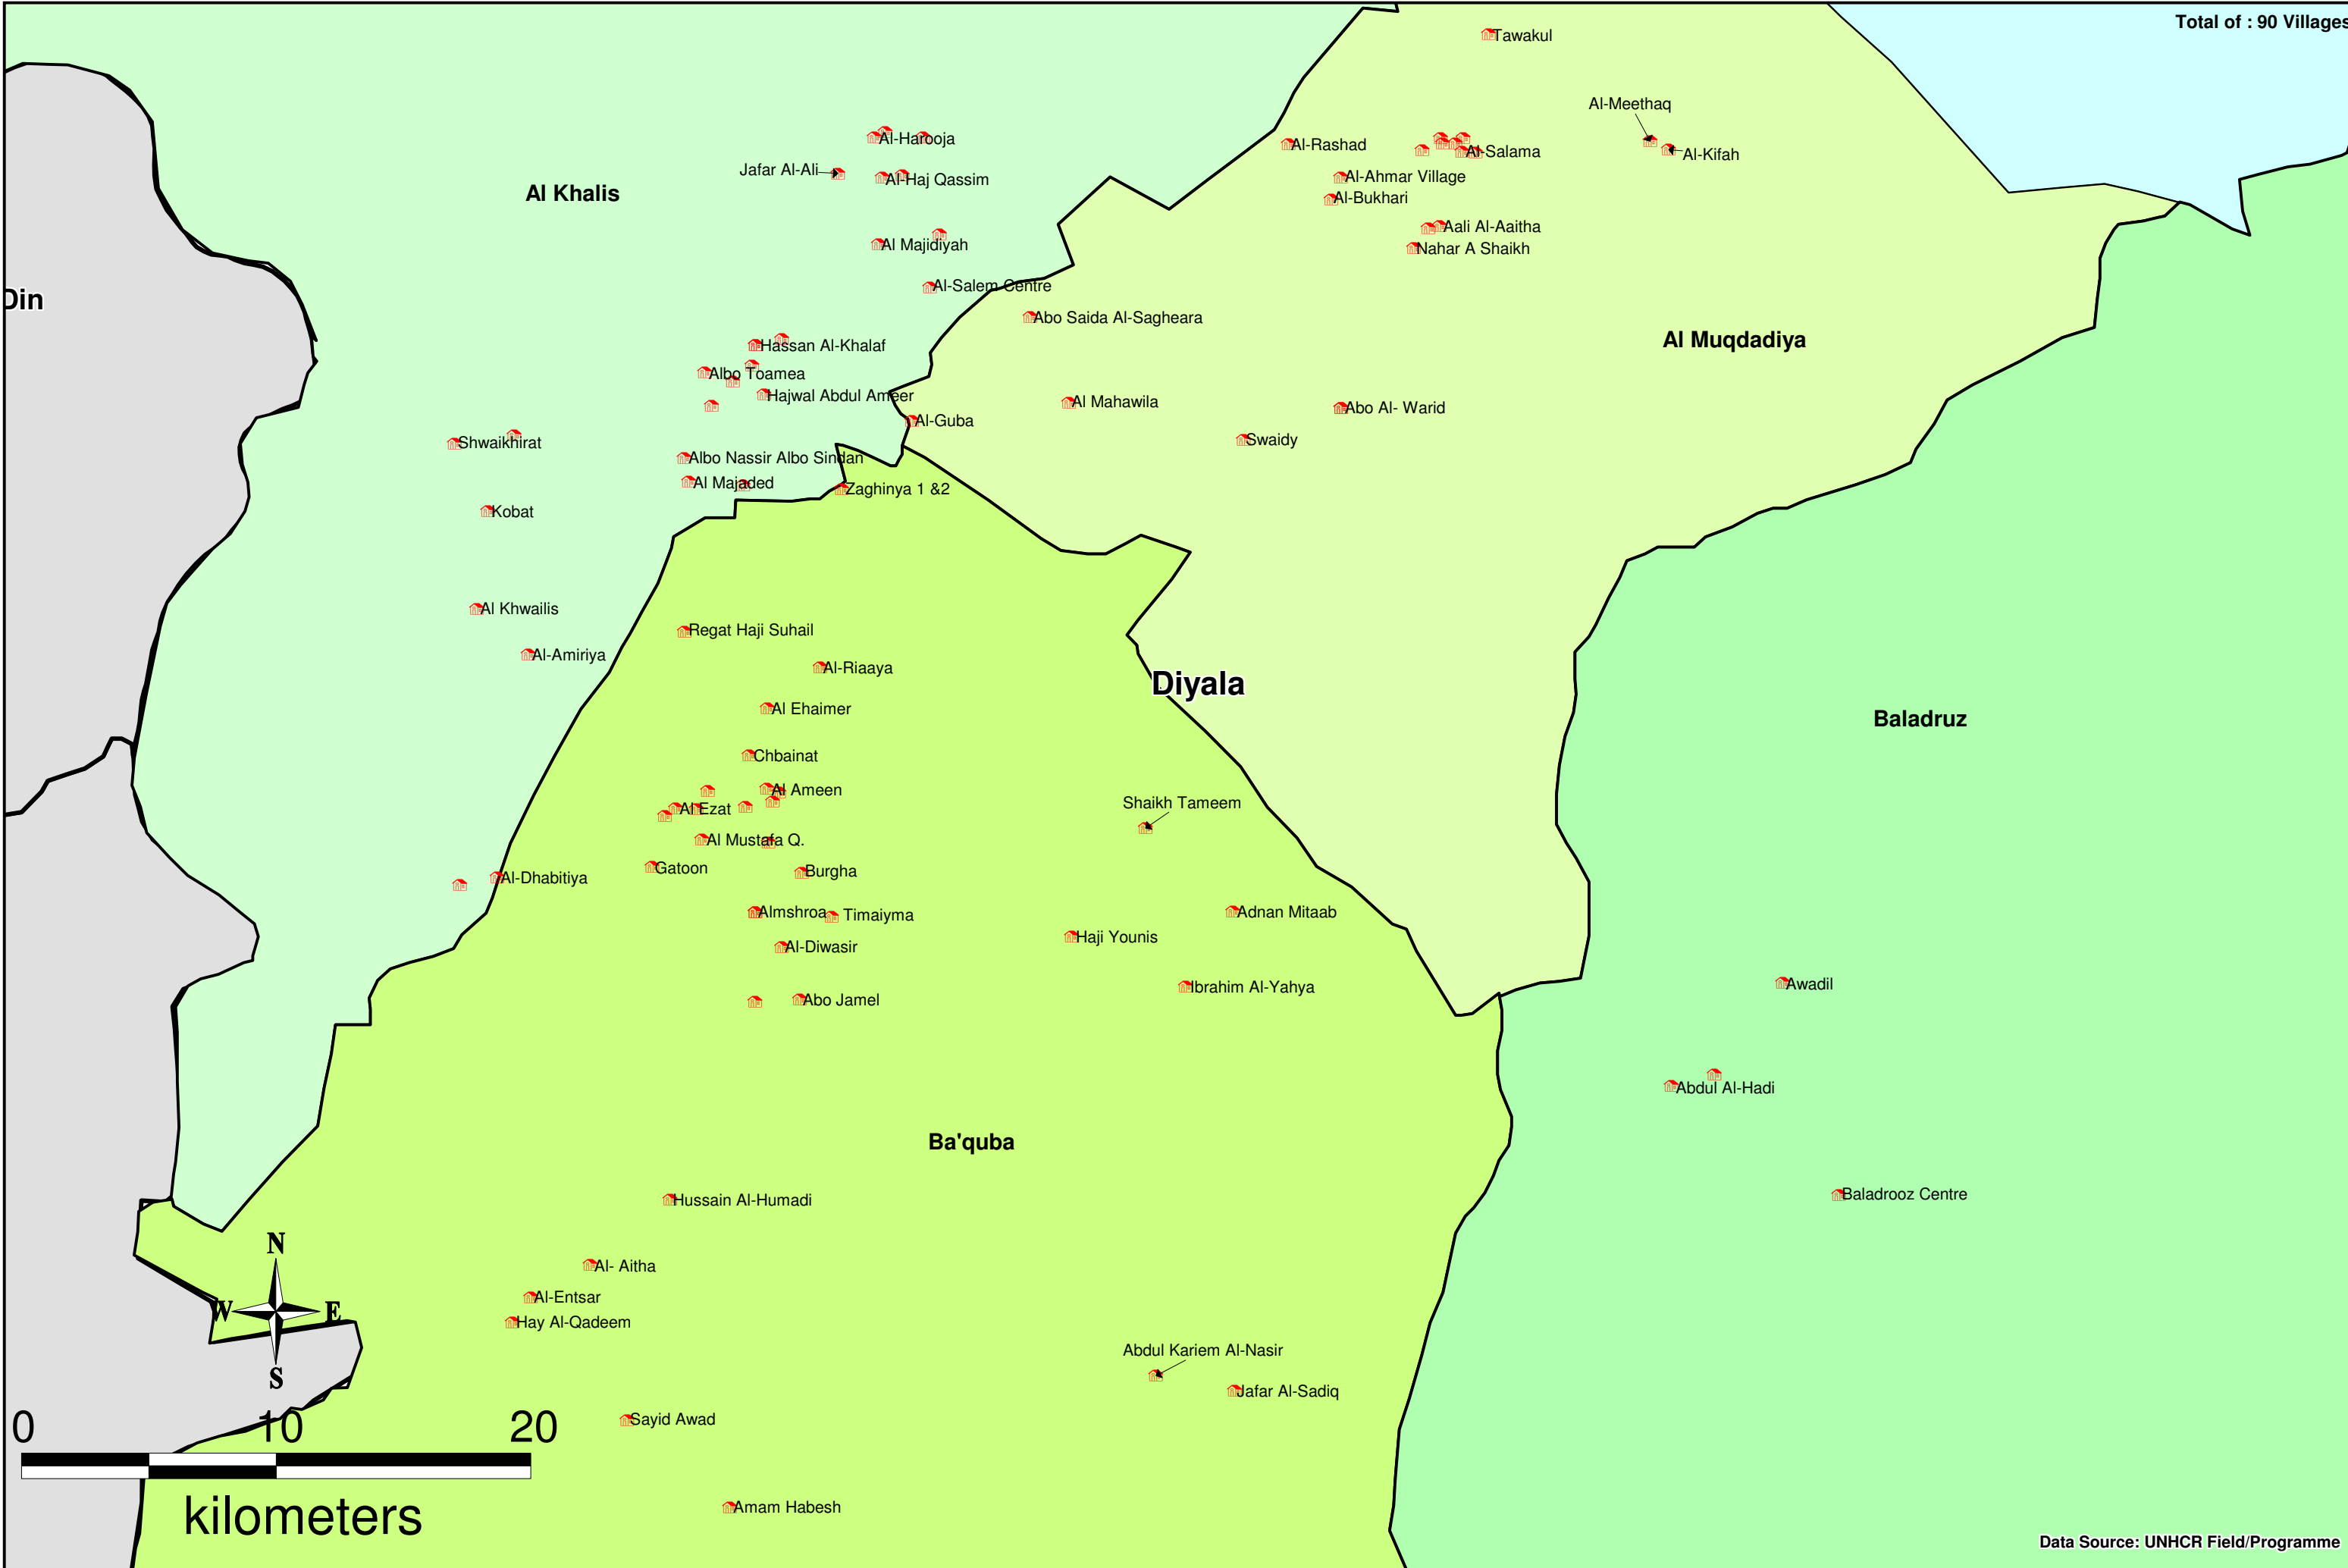 Total of : 90 Villages
Tawakul
Al-Meethaq
Al-Harooja
Al-Rashad
Al-Salama
Al-Kifah
Jafar Al-Ali
Al-Haj Qassim
Al-Ahmar Village
Al Khalis
Al-Bukhari
Aali Al-Aaitha
Al Majidiyah
Nahar A Shaikh
Al-Salem Centre
Din
Abo Saida Al-Sagheara
Al Muqdadiya
Hassan Al-Khalaf
Albo Toamea
Hajwal Abdul Ameer
Al Mahawila
Abo Al- Warid
Al-Guba
Swaidy
Shwaikhirat
Albo Nassir Albo Sindan
Al Majaded
Zaghinya 1 &2
Kobat
Al Khwailis
Regat Haji Suhail
Al-Amiriya
Al-Riaaya
Diyala
Al Ehaimer
Baladruz
Chbainat
Al Ameen
Shaikh Tameem
Al Ezat
Al Mustafa Q.
Gatoon
Burgha
Al-Dhabitiya
Almshroa
Timaiyma
Adnan Mitaab
Haji Younis
Al-Diwasir
Awadil
Ibrahim Al-Yahya
Abo Jamel
Abdul Al-Hadi
Ba'quba
Baladrooz Centre
Hussain Al-Humadi
N
Al- Aitha
Al-Entsar
W E
Hay Al-Qadeem
Abdul Kariem Al-Nasir
S
Jafar Al-Sadiq
Sayid Awad
0 10 20
Amam Habesh
kilometers
Data Source: UNHCR Field/Programme